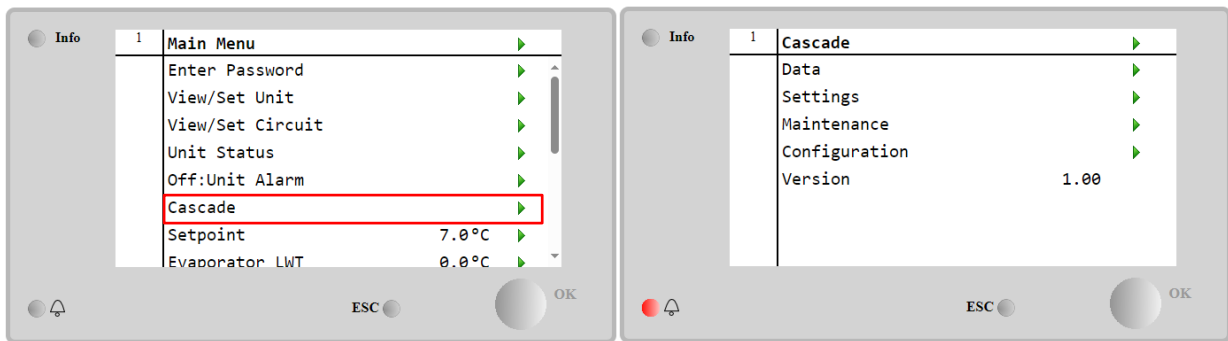 Info
1 Main Menu
Enter Password
View/Set Unit
View/Set Circuit
Unit Status
Off:Unit Alarm
Cascade
Setpoint 7.0°C
Evaporator LWT 0.0°C
ESC
OK
Info
1 Cascade
Data
Settings
Maintenance
Configuration
Version 1.00
ESC
OK